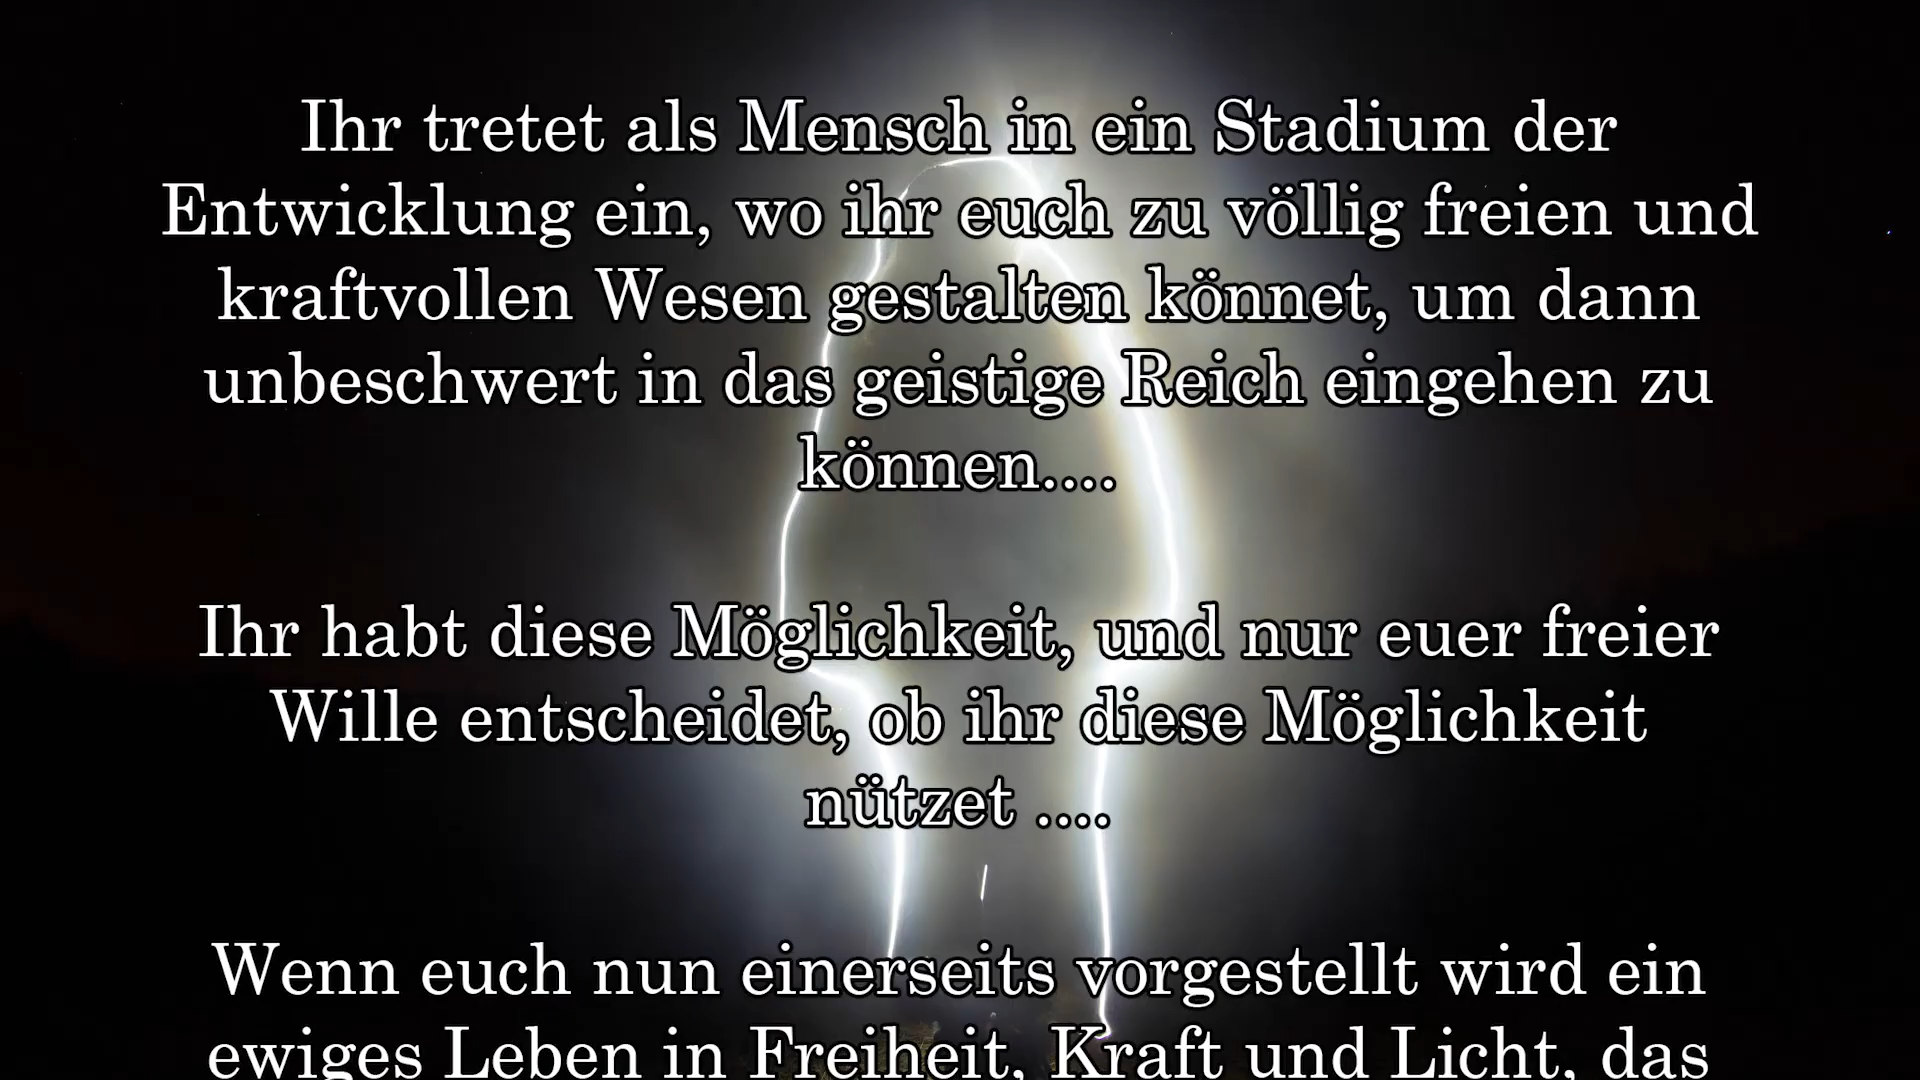 Ihr tretet als Mensch in ein Stadium der
Entwicklung ein, wo ihr euch zu völlig freien und
kraftvollen Wesen gestalten könnet, um dann
unbeschwert in das geistige Reich eingehen zu
können....
Ihr habt diese Möglichkeit, und nur euer freier
Wille entscheidet, ob ihr diese Möglichkeit
nützet ....
Wenn euch nun einerseits vorgestellt wird ein
ewiges Leben in Freiheit, Kraft und Licht, das